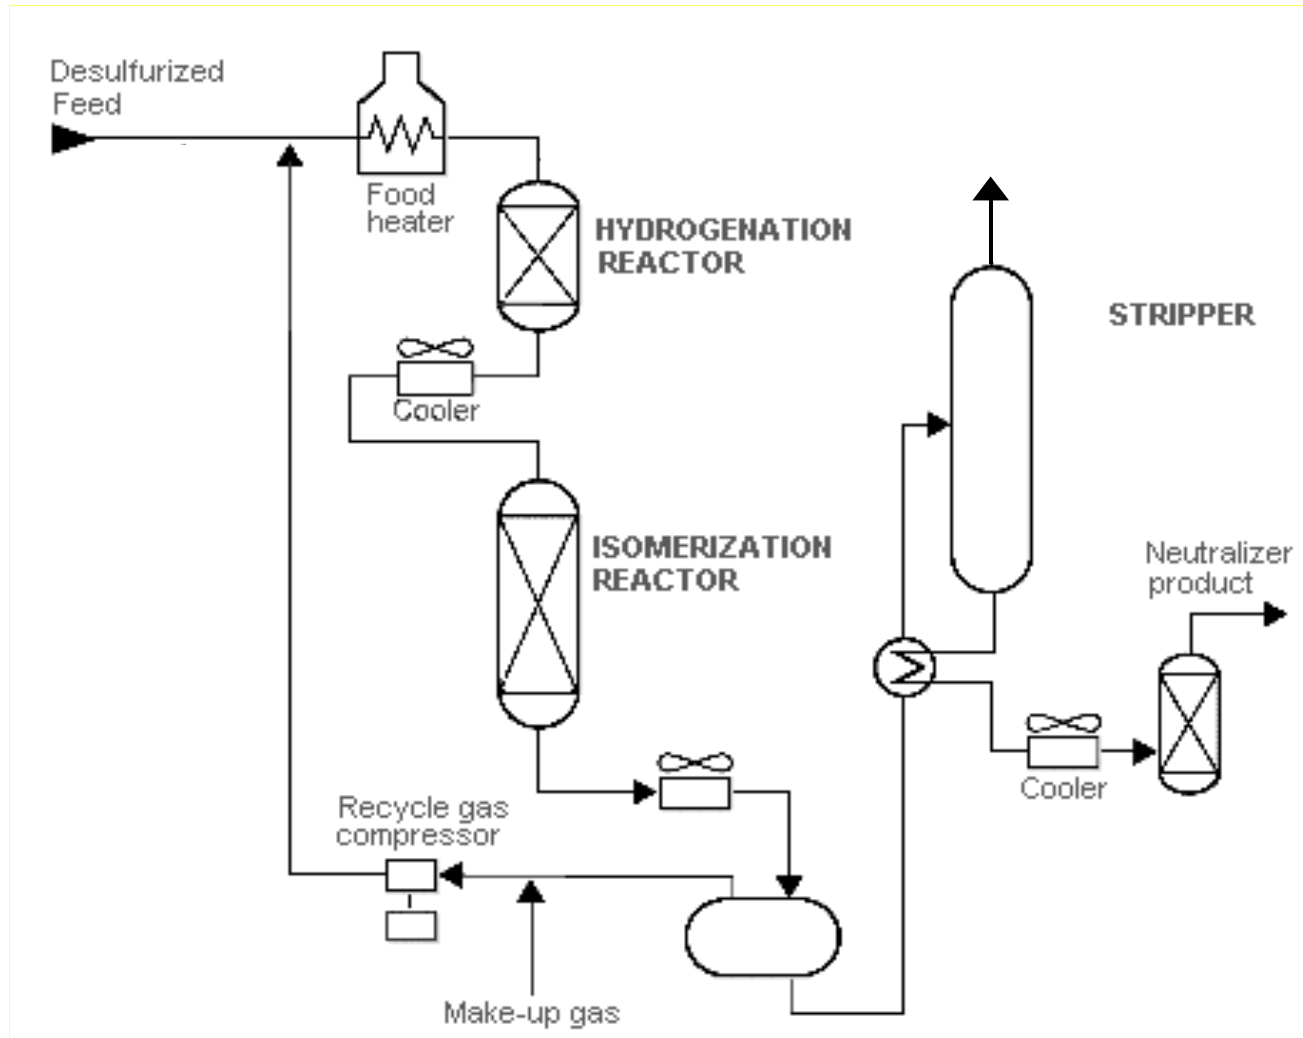 Desulfurized
Feed
Food
heater
HYDROGENATION
REACTOR
STRIPPER
Cooler
ISOMERIZATION
REACTOR
Neutralizer
product
Cooler
Recycle gas
compressor
Make-up gas